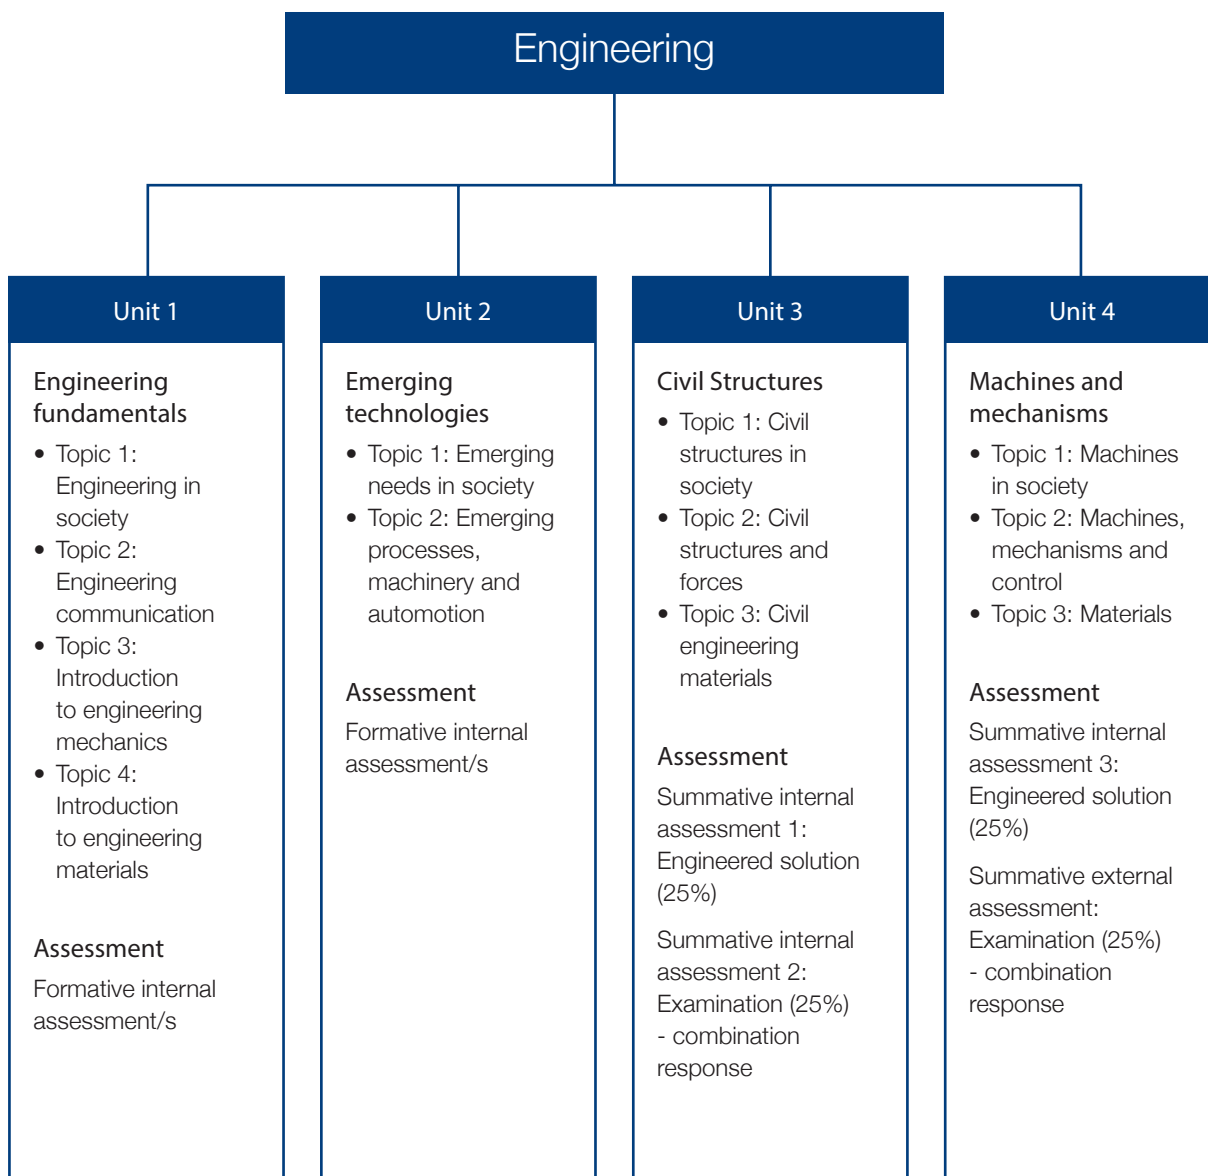 Engineering
Unit 1
Engineering
fundamentals
• Topic 1:
Engineering in
society
• Topic 2:
Engineering
communication
• Topic 3:
Introduction
to engineering
mechanics
• Topic 4:
Introduction
to engineering
materials
Assessment
Formative internal
assessment/s
Unit 2
Emerging
technologies
• Topic 1: Emerging
needs in society
• Topic 2: Emerging
processes,
machinery and
automotion
Assessment
Formative internal
assessment/s
Unit 3
Civil Structures
• Topic 1: Civil
structures in
society
• Topic 2: Civil
structures and
forces
• Topic 3: Civil
engineering
materials
Assessment
Summative internal
assessment 1:
Engineered solution
(25%)
Summative internal
assessment 2:
Examination (25%)
- combination
response
Unit 4
Machines and
mechanisms
• Topic 1: Machines
in society
• Topic 2: Machines,
mechanisms and
control
• Topic 3: Materials
Assessment
Summative internal
assessment 3:
Engineered solution
(25%)
Summative external
assessment:
Examination (25%)
- combination
response